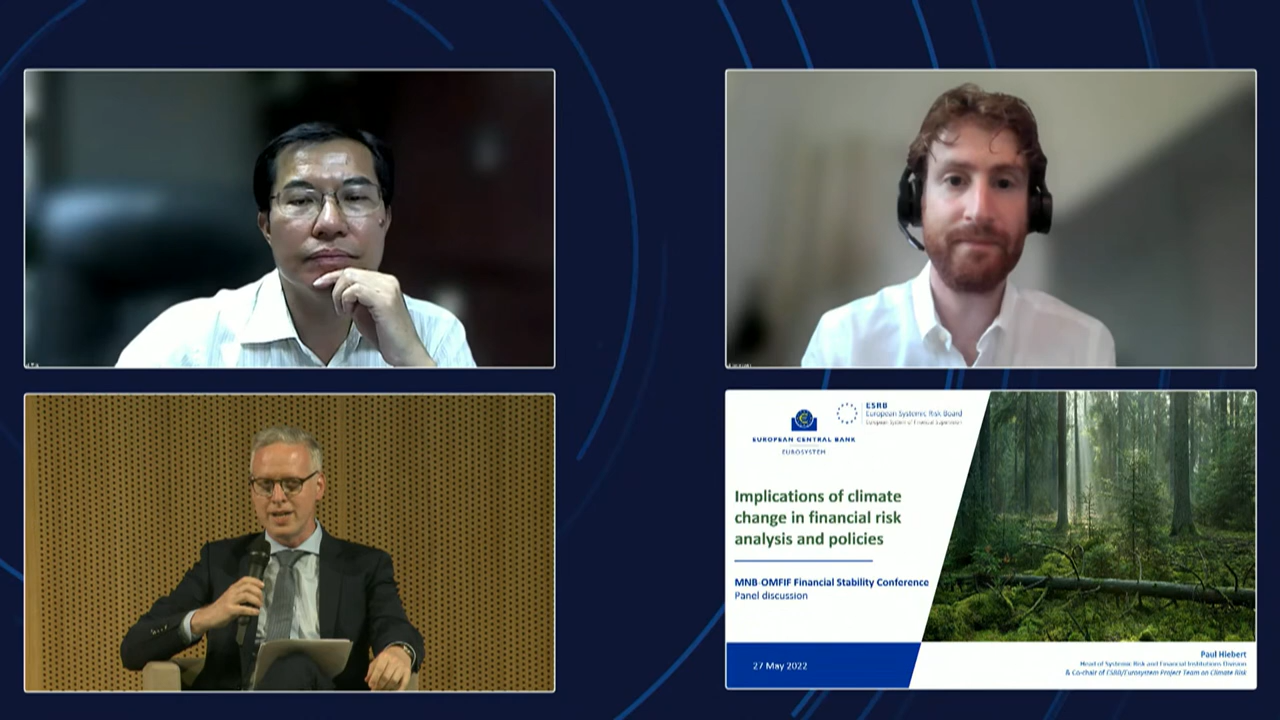 ESRB
European Systemic Risk Board
European System of Financial Supervision
EUROPEAN CENTRAL BANK
EUROSYSTEM
Implications of climate
change in financial risk
analysis and policies
MNB-OMFIF Financial Stability Conference
Panel discussion
27 May 2022
Paul Hiebert
Head of Systemic Risk and Financial Institutions Division
& Co-chair of ESRB/Eurosystem Project Team on Climate Risk